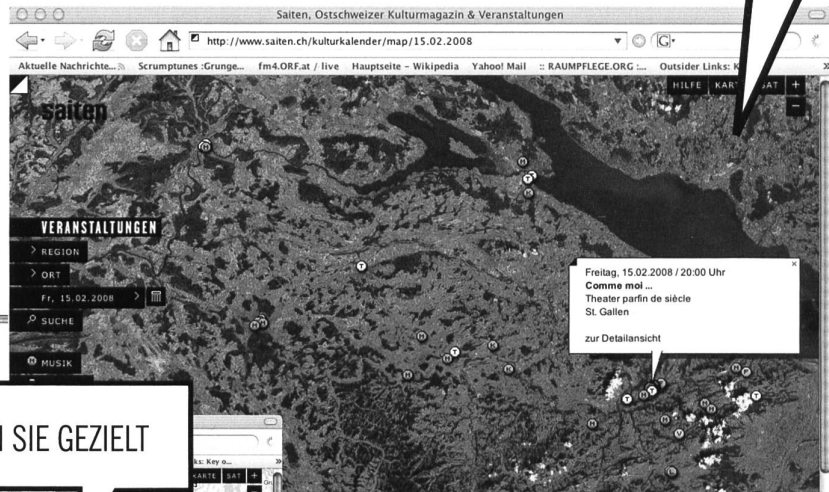 Saiten, Ostschweizer Kulturmagazin & Veranstaltungen
http://www.saiten.ch/kulturkalender/map/15.02.2008
G
Aktuelle Nachrichte... Scrumptunes :Grunge... fm4.ORF.at / live Hauptseite – Wikipedia Yahoo! Mail :: RAUMPFLEGE.ORG :... Outsider Links: K
HILFE KART SAT + −
saiten
VERANSTALTUNGEN
> REGION
> ORT
Fr, 15.02.2008 >
SUCHE
M MUSIK
Freitag, 15.02.2008 / 20:00 Uhr
Comme moi ...
Theater parfin de siècle
St. Gallen
zur Detailansicht
SIE GEZIELT
ks: Key o...
KARTE SAT +